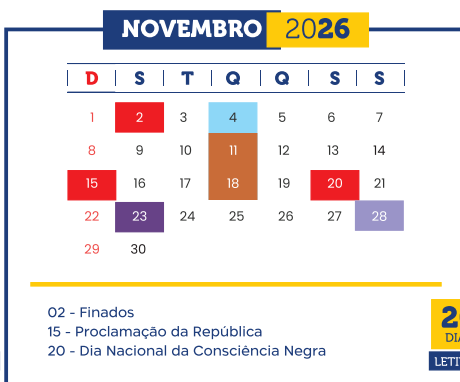 NOVEMBRO 2026
D S T Q Q S S
1 2 3 4 5 6 7
8 9 10 11 12 13 14
15 16 17 18 19 20 21
22 23 24 25 26 27 28
29 30
02 - Finados
15 - Proclamação da República
20 - Dia Nacional da Consciência Negra